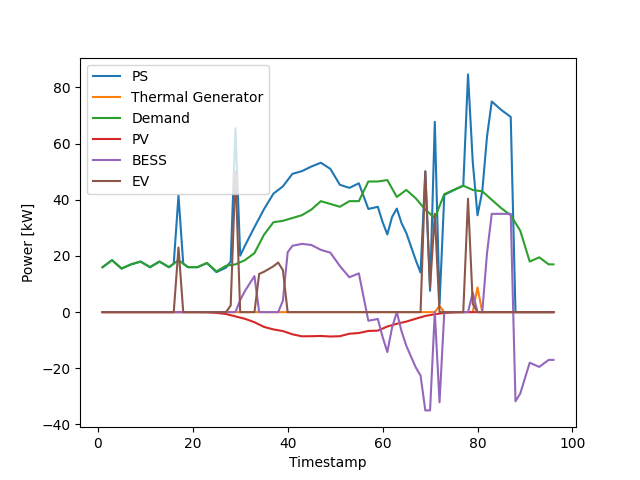 80
60
40
20
0
−20
−40
Power [kW]
PS
Thermal Generator
Demand
PV
BESS
EV
0 20 40 60 80 100
Timestamp